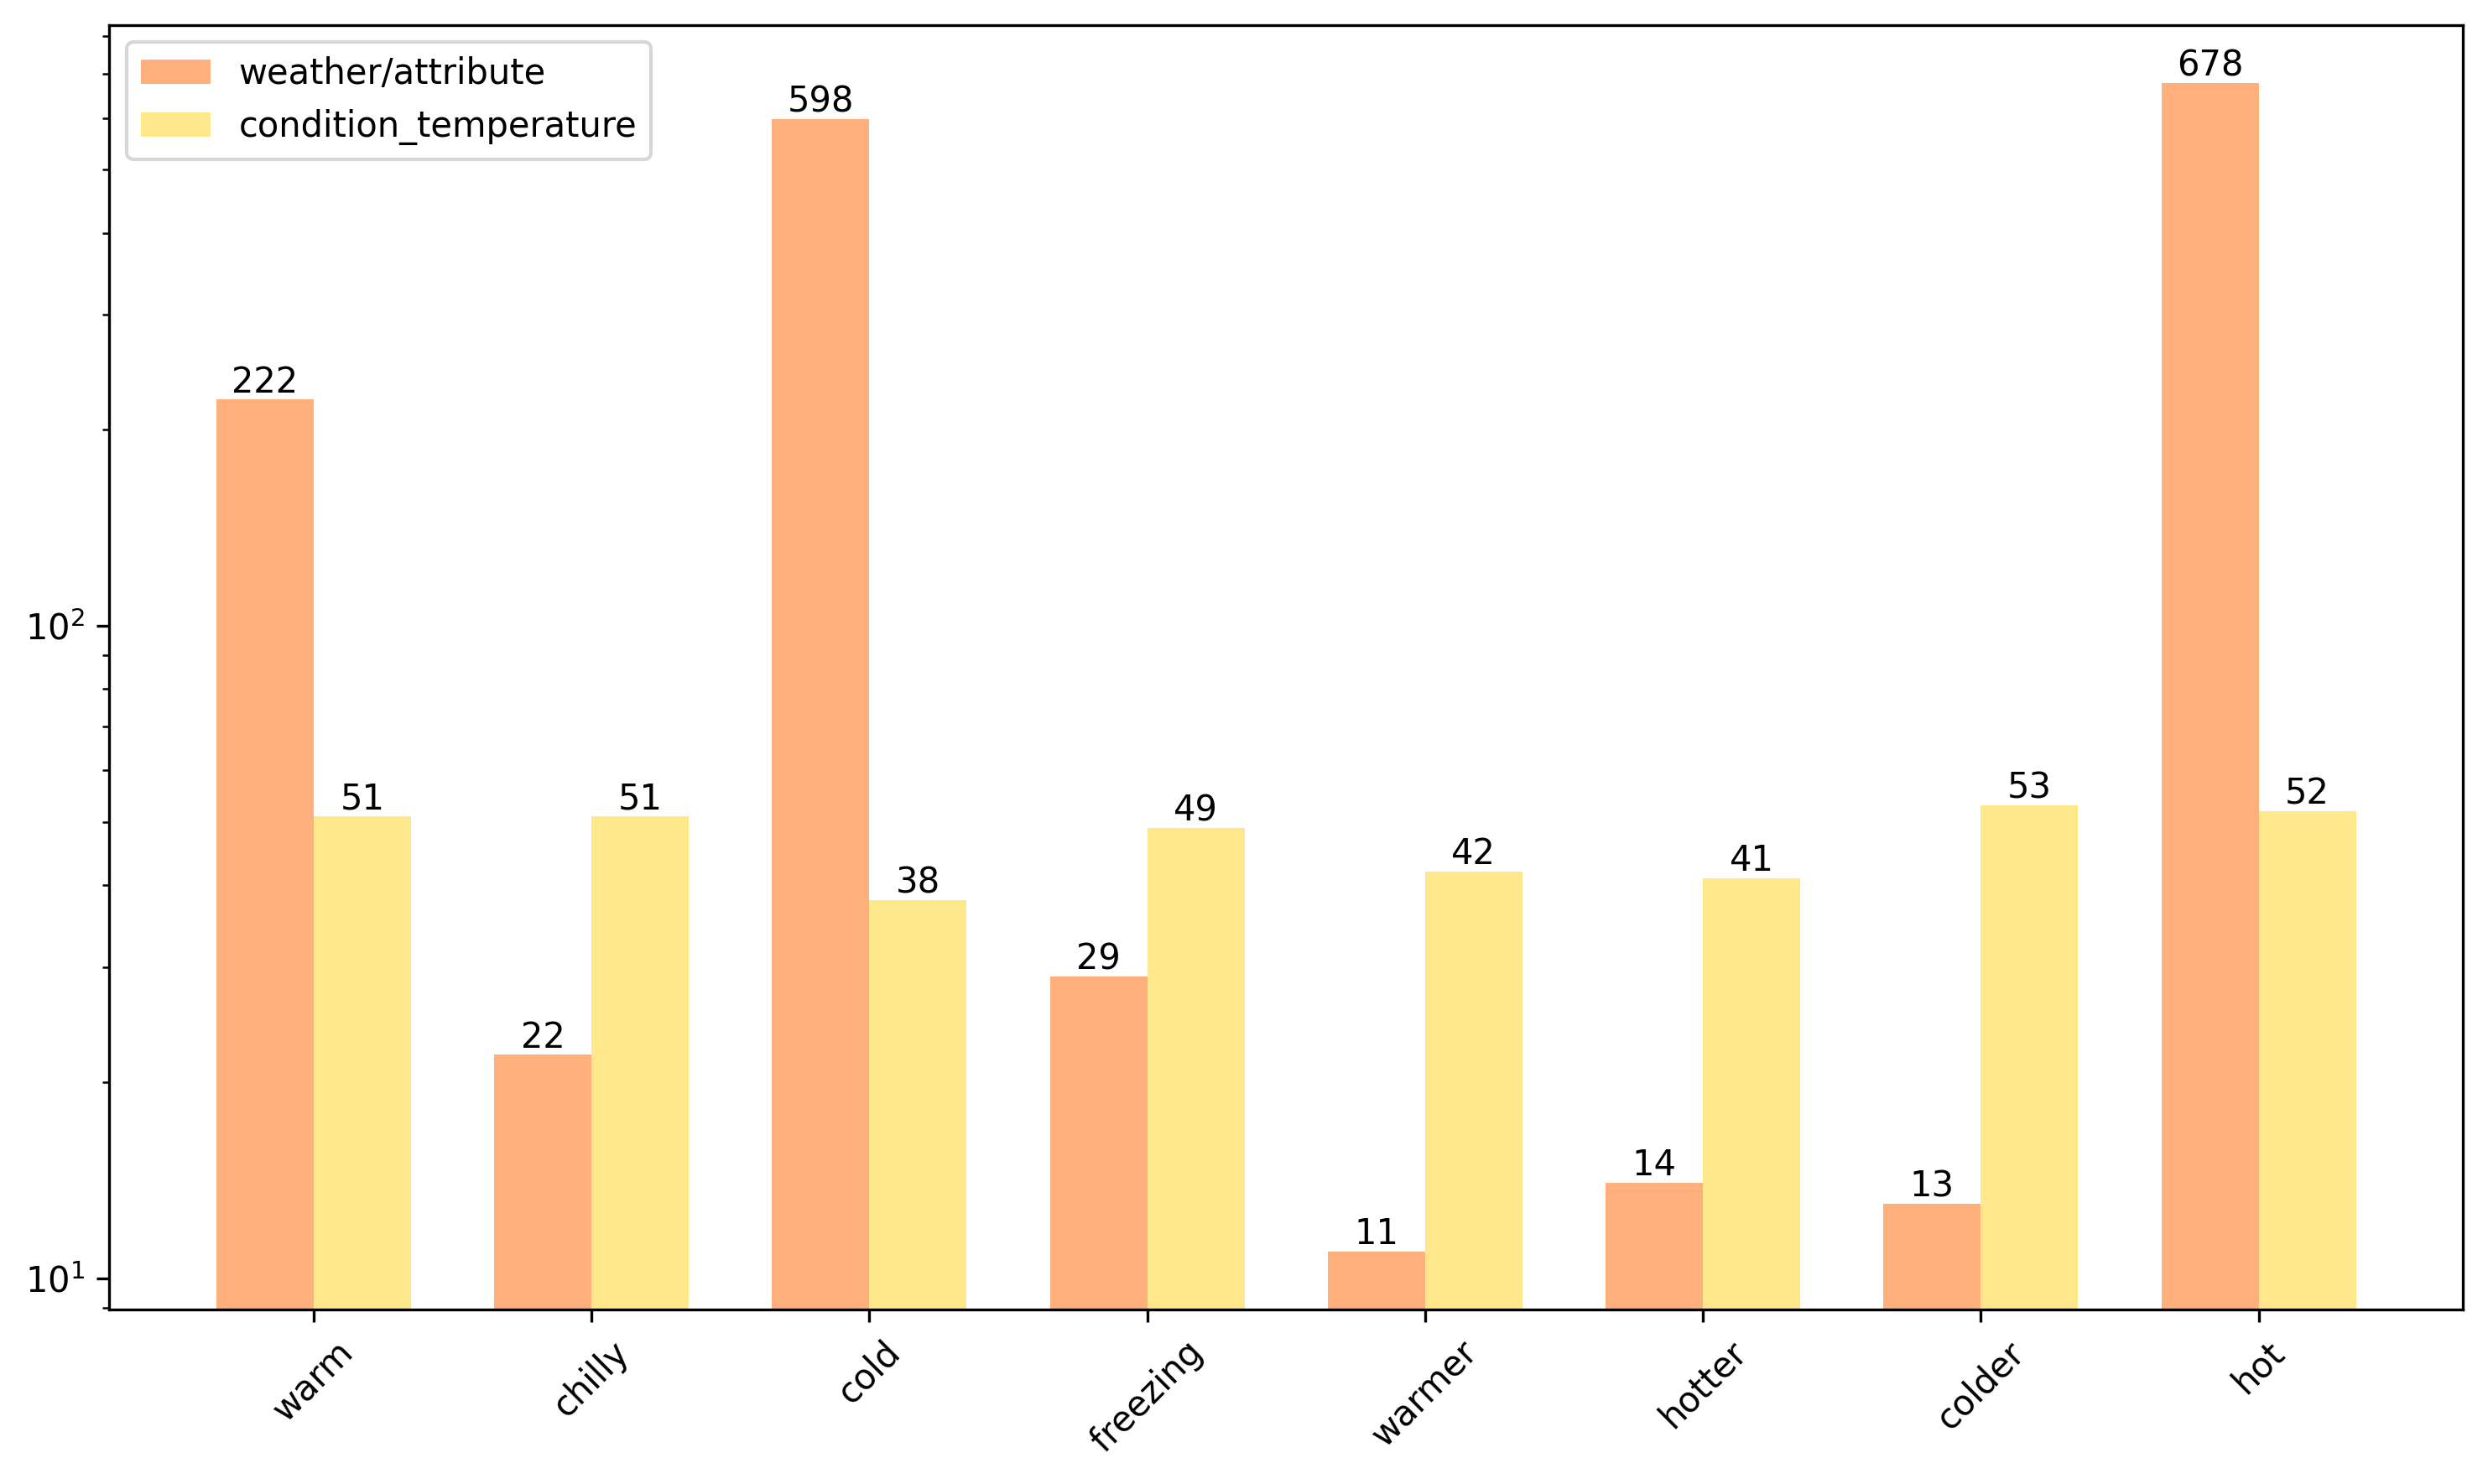 weather/attribute
condition_temperature
10²
10¹
222
51
22
51
598
38
29
49
11
42
14
41
13
53
678
52
warm
chilly
cold
freezing
warmer
hotter
colder
hot